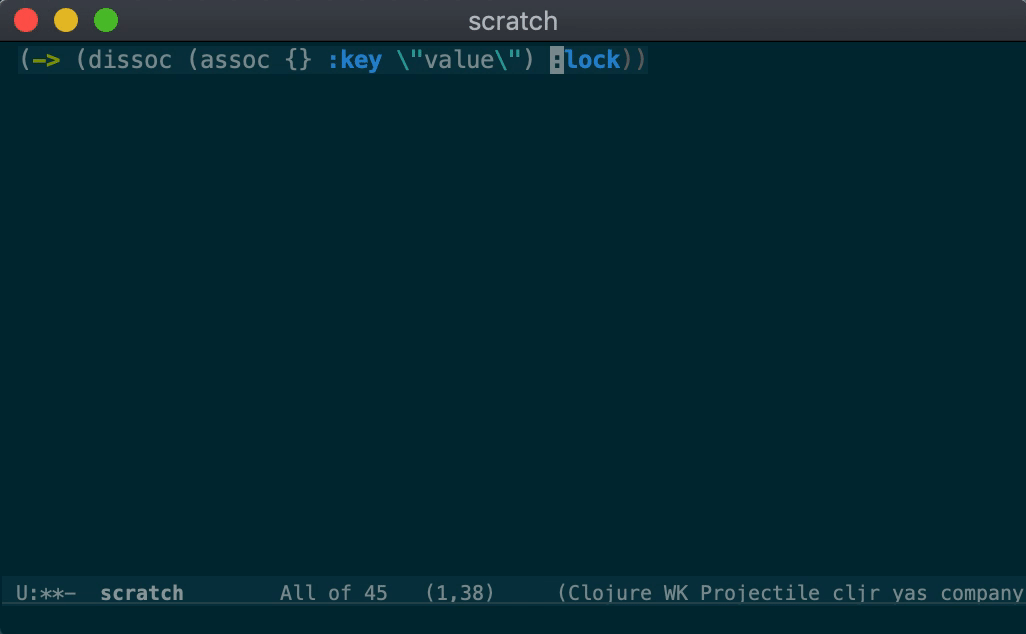 scratch
(-> (dissoc (assoc {} :key \"value\") :lock))
U:**- scratch All of 45 (1,38) (Clojure WK Projectile cljr yas company